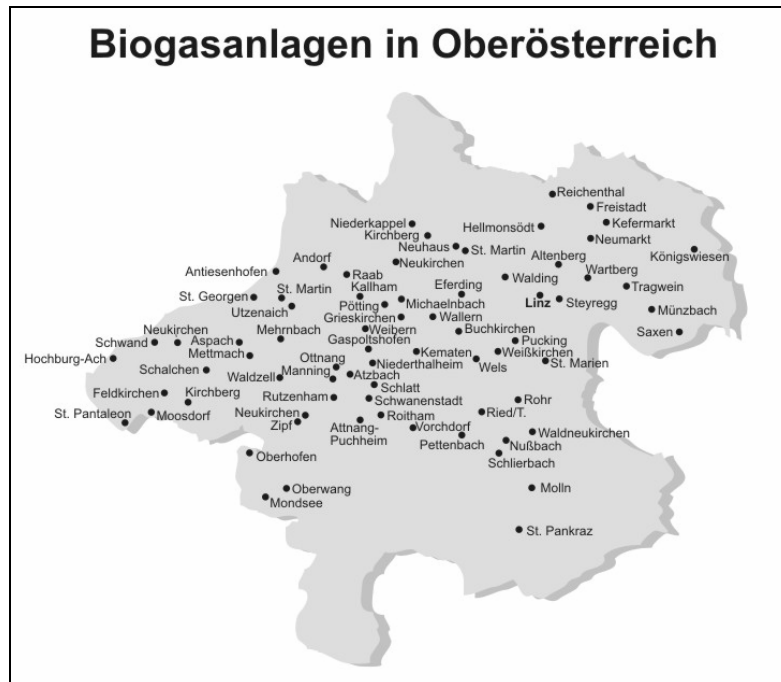 Biogasanlagen in Oberösterreich
Reichenthal
Freistadt
Niederkappel
Hellmonsödt
Kefermarkt
Kirchberg
Neumarkt
Neuhaus
St. Martin
Königswiesen
Andorf
Neukirchen
Altenberg
Antiesenhofen
Raab
Walding
Wartberg
St. Martin
Kallham
Eferding
Tragwein
St. Georgen
Pötting
Michaelnbach
Linz
Steyregg
Utzenaich
Grieskirchen
Wallern
Münzbach
Neukirchen
Mehrnbach
Weibern
Buchkirchen
Saxen
Schwand
Aspach
Gaspoltshofen
Pucking
Hochburg-Ach
Mettmach
Ottnang
Kematen
Weißkirchen
Schalchen
Manning
Niederthalheim
Wels
St. Marien
Waldzell
Atzbach
Feldkirchen
Kirchberg
Schlatt
Rutzenham
Schwanenstadt
Rohr
St. Pantaleon
Moosdorf
Neukirchen
Roitham
Ried/T.
Zipf
Attnang-
Puchheim
Vorchdorf
Waldneukirchen
Pettenbach
Nußbach
Oberhofen
Schlierbach
Oberwang
Molln
Mondsee
St. Pankraz